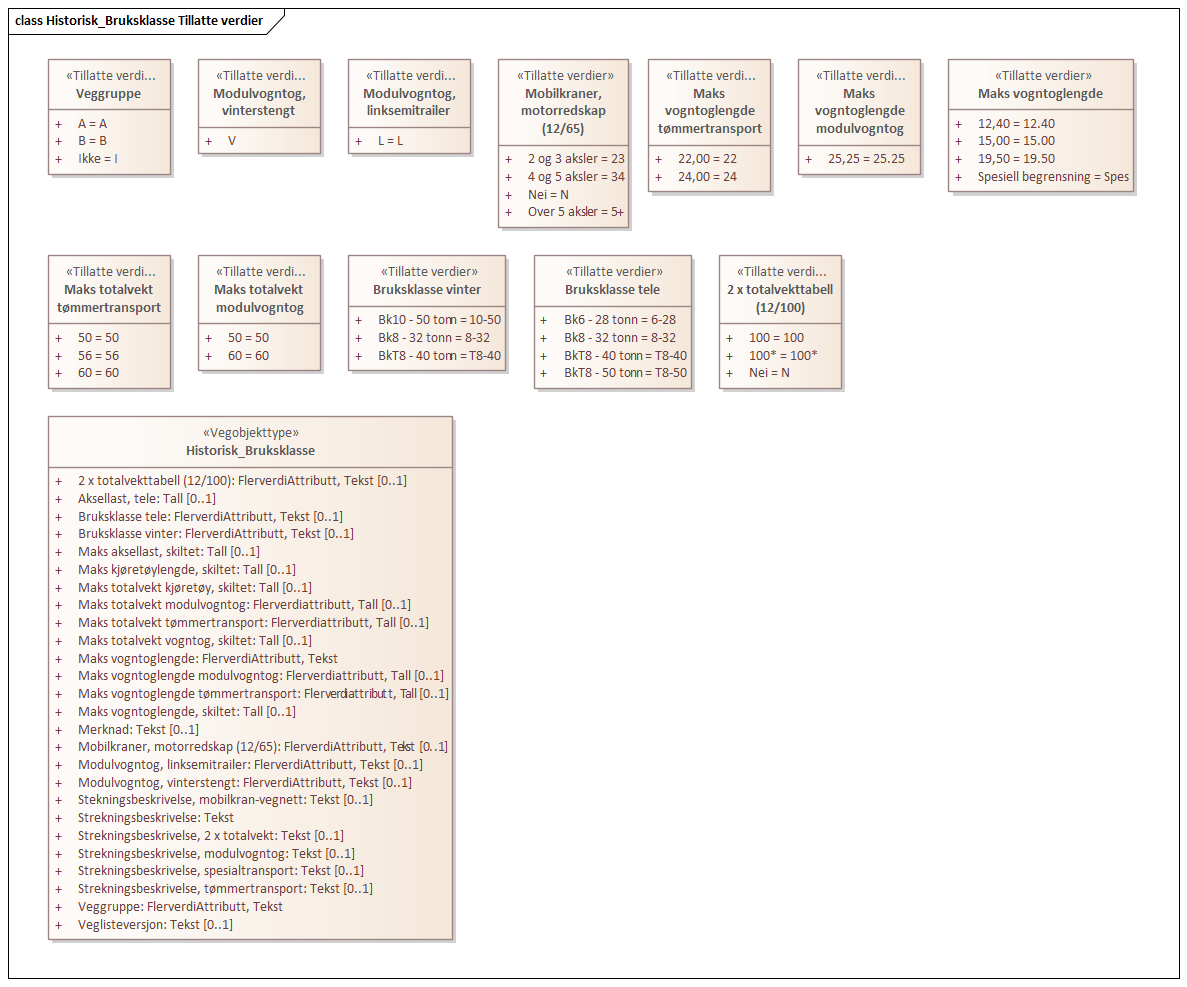 class Historisk_Bruksklasse Tillatte verdier
«Tillatte verdi...
Veggruppe
+ A = A
+ B = B
+ Ikke = I
«Tillatte verdi...
Modulvogntog,
vinterstengt
+ V
«Tillatte verdi...
Modulvogntog,
linksemitrailer
+ L = L
«Tillatte verdier»
Mobilkraner,
motorredskap
(12/65)
+ 2 og 3 aksler = 23
+ 4 og 5 aksler = 34
+ Nei = N
+ Over 5 aksler = 5+
«Tillatte verdi...
Maks
vogntoglengde
tømmertransport
+ 22,00 = 22
+ 24,00 = 24
«Tillatte verdi...
Maks
vogntoglengde
modulvogntog
+ 25,25 = 25.25
«Tillatte verdier»
Maks vogntoglengde
+ 12,40 = 12.40
+ 15,00 = 15.00
+ 19,50 = 19.50
+ Spesiell begrensning = Spes
«Tillatte verdi...
Maks totalvekt
tømmertransport
+ 50 = 50
+ 56 = 56
+ 60 = 60
«Tillatte verdi...
Maks totalvekt
modulvogntog
+ 50 = 50
+ 60 = 60
«Tillatte verdier»
Bruksklasse vinter
+ Bk10 - 50 tonn = 10-50
+ Bk8 - 32 tonn = 8-32
+ BkT8 - 40 tonn = T8-40
«Tillatte verdier»
Bruksklasse tele
+ Bk6 - 28 tonn = 6-28
+ Bk8 - 32 tonn = 8-32
+ BkT8 - 40 tonn = T8-40
+ BkT8 - 50 tonn = T8-50
«Tillatte verdi...
2 x totalvekttabell
(12/100)
+ 100 = 100
+ 100* = 100*
+ Nei = N
«Vegobjekttype»
Historisk_Bruksklasse
+ 2 x totalvekttabell (12/100): FlerverdiAttributt, Tekst [0..1]
+ Aksellast, tele: Tall [0..1]
+ Bruksklasse tele: FlerverdiAttributt, Tekst [0..1]
+ Bruksklasse vinter: FlerverdiAttributt, Tekst [0..1]
+ Maks aksellast, skiltet: Tall [0..1]
+ Maks kjøretøylengde, skiltet: Tall [0..1]
+ Maks totalvekt kjøretøy, skiltet: Tall [0..1]
+ Maks totalvekt modulvogntog: Flerverdiattributt, Tall [0..1]
+ Maks totalvekt tømmertransport: Flerverdiattributt, Tall [0..1]
+ Maks totalvekt vogntog, skiltet: Tall [0..1]
+ Maks vogntoglengde: FlerverdiAttributt, Tekst
+ Maks vogntoglengde modulvogntog: Flerverdiattributt, Tall [0..1]
+ Maks vogntoglengde tømmertransport: Flerverdiattributt, Tall [0..1]
+ Maks vogntoglengde, skiltet: Tall [0..1]
+ Merknad: Tekst [0..1]
+ Mobilkraner, motorredskap (12/65): FlerverdiAttributt, Tekst [0..1]
+ Modulvogntog, linksemitrailer: FlerverdiAttributt, Tekst [0..1]
+ Modulvogntog, vinterstengt: FlerverdiAttributt, Tekst [0..1]
+ Stekningsbeskrivelse, mobilkran-vegnett: Tekst [0..1]
+ Strekningsbeskrivelse: Tekst
+ Strekningsbeskrivelse, 2 x totalvekt: Tekst [0..1]
+ Strekningsbeskrivelse, modulvogntog: Tekst [0..1]
+ Strekningsbeskrivelse, spesialtransport: Tekst [0..1]
+ Strekningsbeskrivelse, tømmertransport: Tekst [0..1]
+ Veggruppe: FlerverdiAttributt, Tekst
+ Veglisteversjon: Tekst [0..1]